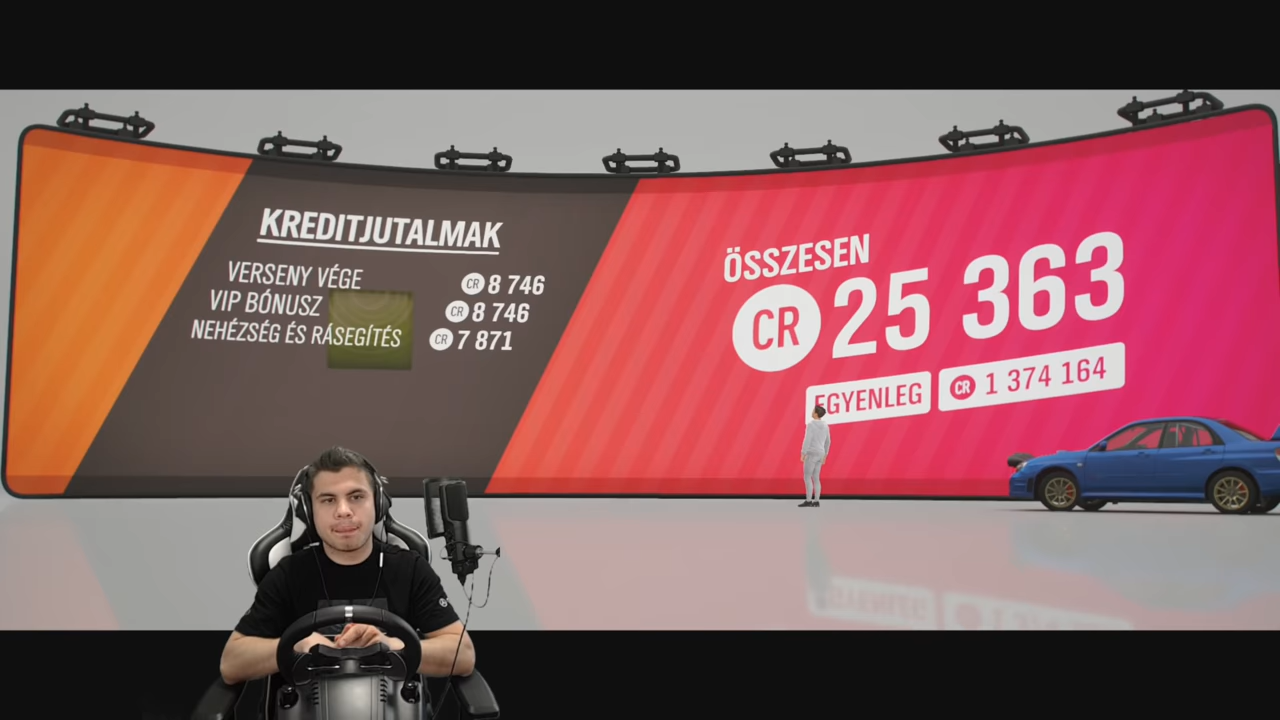 KREDITJUTALMAK
VERSENY VÉGE CR 8 746
VIP BÓNUSZ CR 8 746
NEHÉZSÉG ÉS RÁSEGÍTÉS CR 7 871
ÖSSZESEN
CR 25 363
EGYENLEG CR 1 374 164